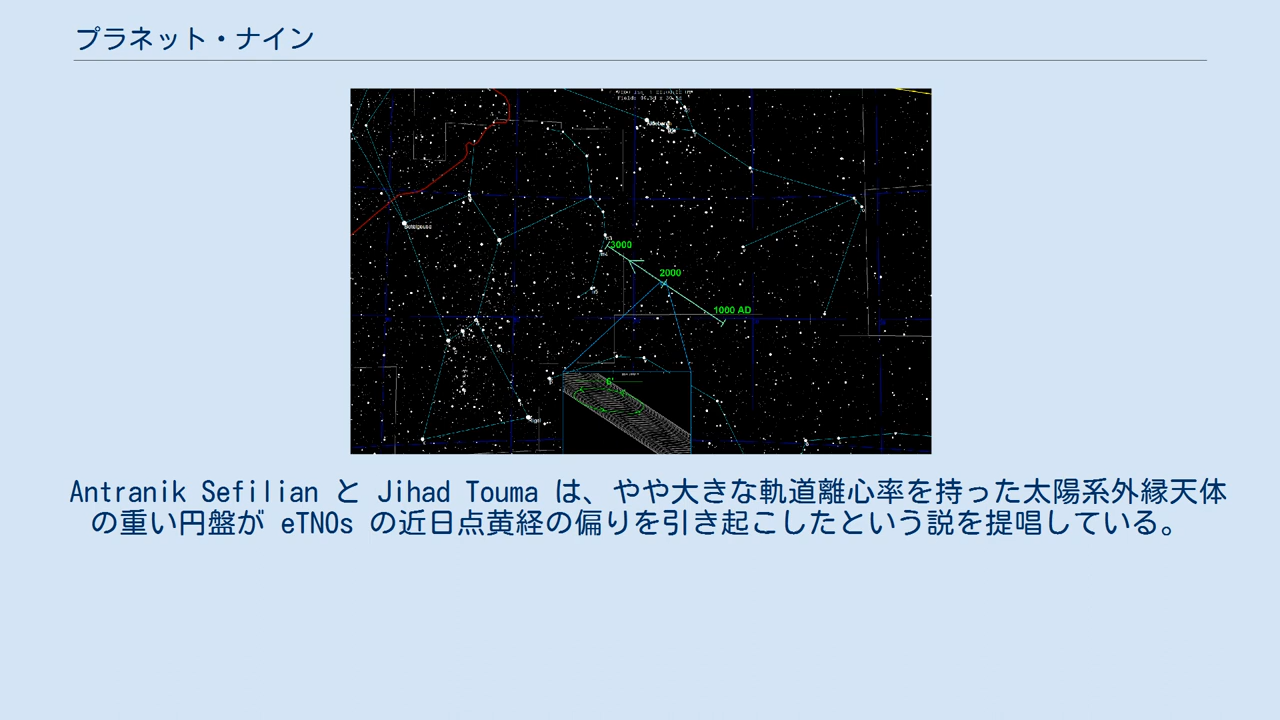 プラネット・ナイン
3000
2000
1000 AD
6°
Antranik Sefilian と Jihad Touma は、やや大きな軌道離心率を持った太陽系外縁天体
の重い円盤が eTNOs の近日点黄経の偏りを引き起こしたという説を提唱している。